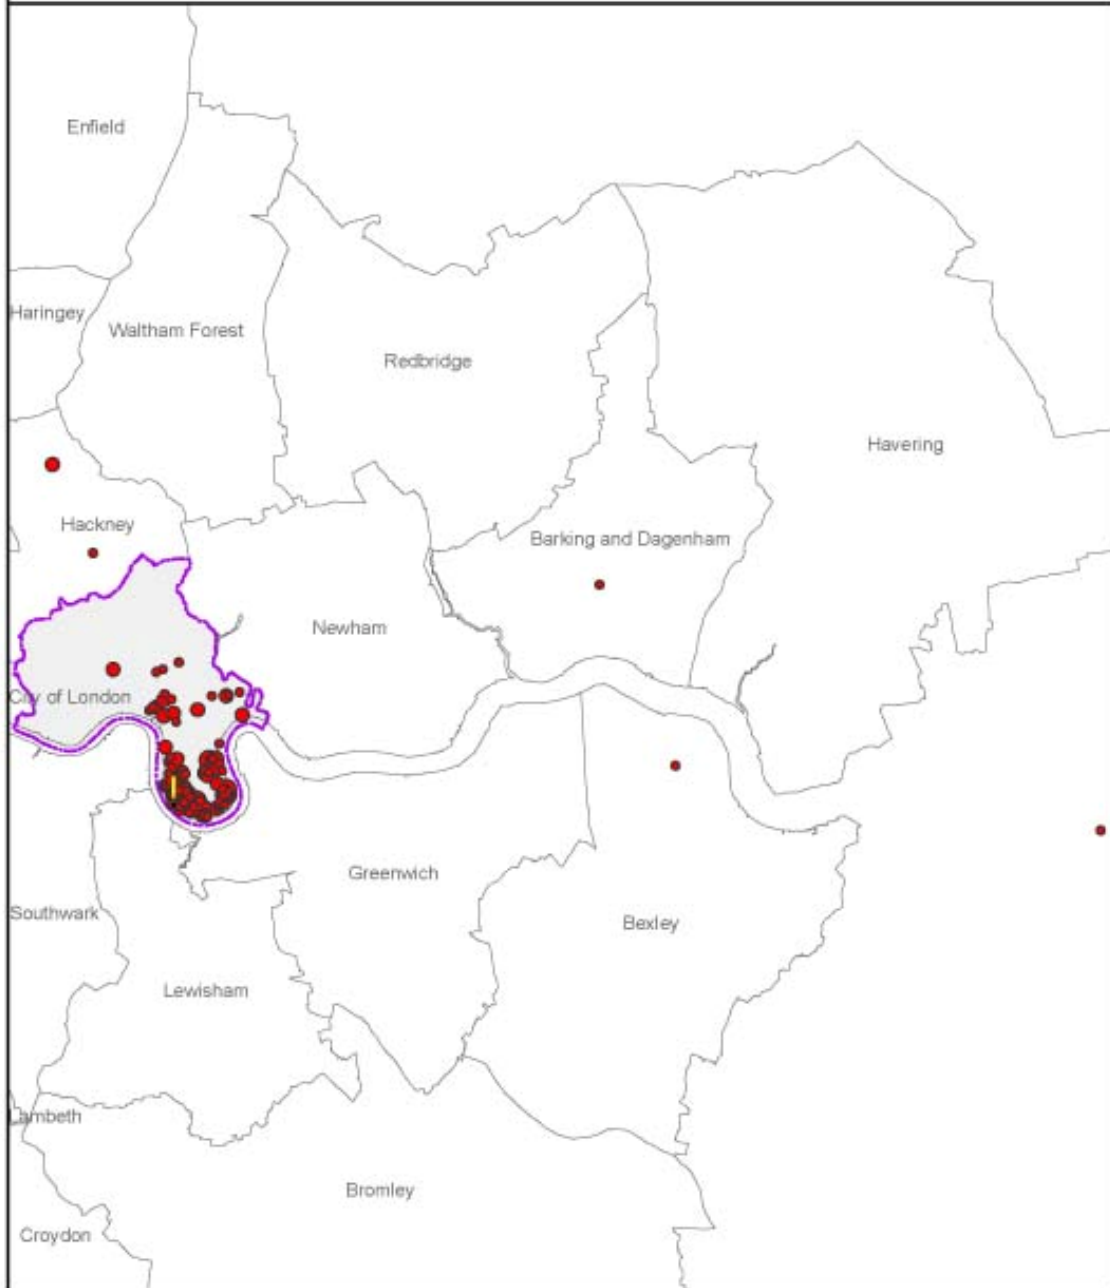 Enfield
Haringey
Waltham Forest
Redbridge
Havering
Hackney
Barking and Dagenham
Newham
City of London
Greenwich
Southwark
Bexley
Lewisham
Lambeth
Bromley
Croydon